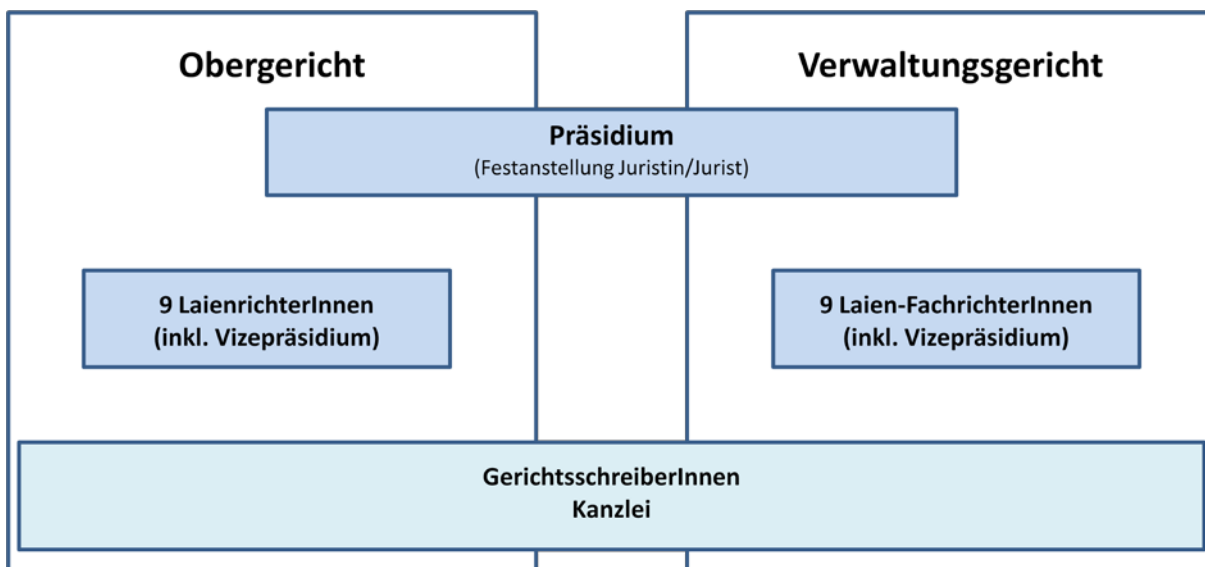 Obergericht
Verwaltungsgericht
Präsidium
(Festanstellung Juristin/Jurist)
9 LaienrichterInnen
(inkl. Vizepräsidium)
9 Laien-FachrichterInnen
(inkl. Vizepräsidium)
GerichtsschreiberInnen
Kanzlei